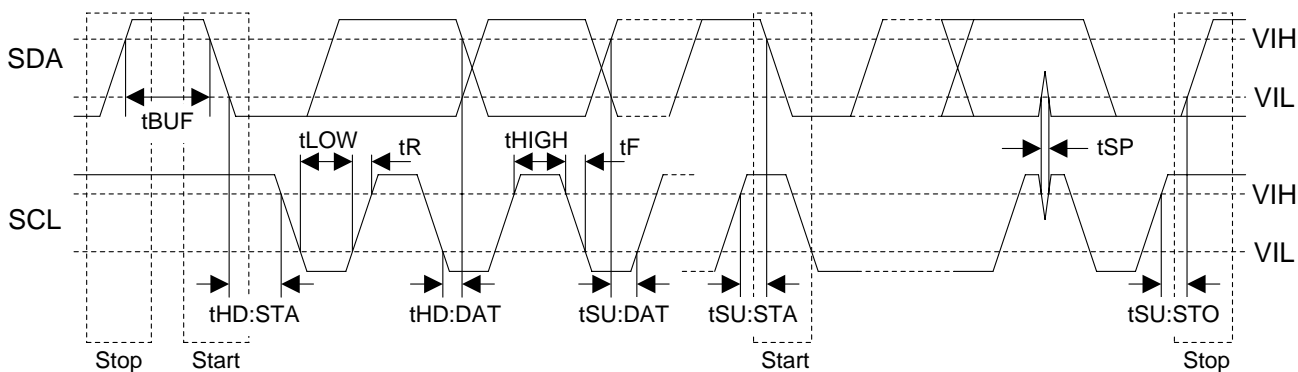 SDA
VIH
VIL
tBUF
tLOW
tR
tHIGH
tF
tSP
SCL
VIH
VIL
tHD:STA
tHD:DAT
tSU:DAT
tSU:STA
tSU:STO
Stop
Start
Start
Stop